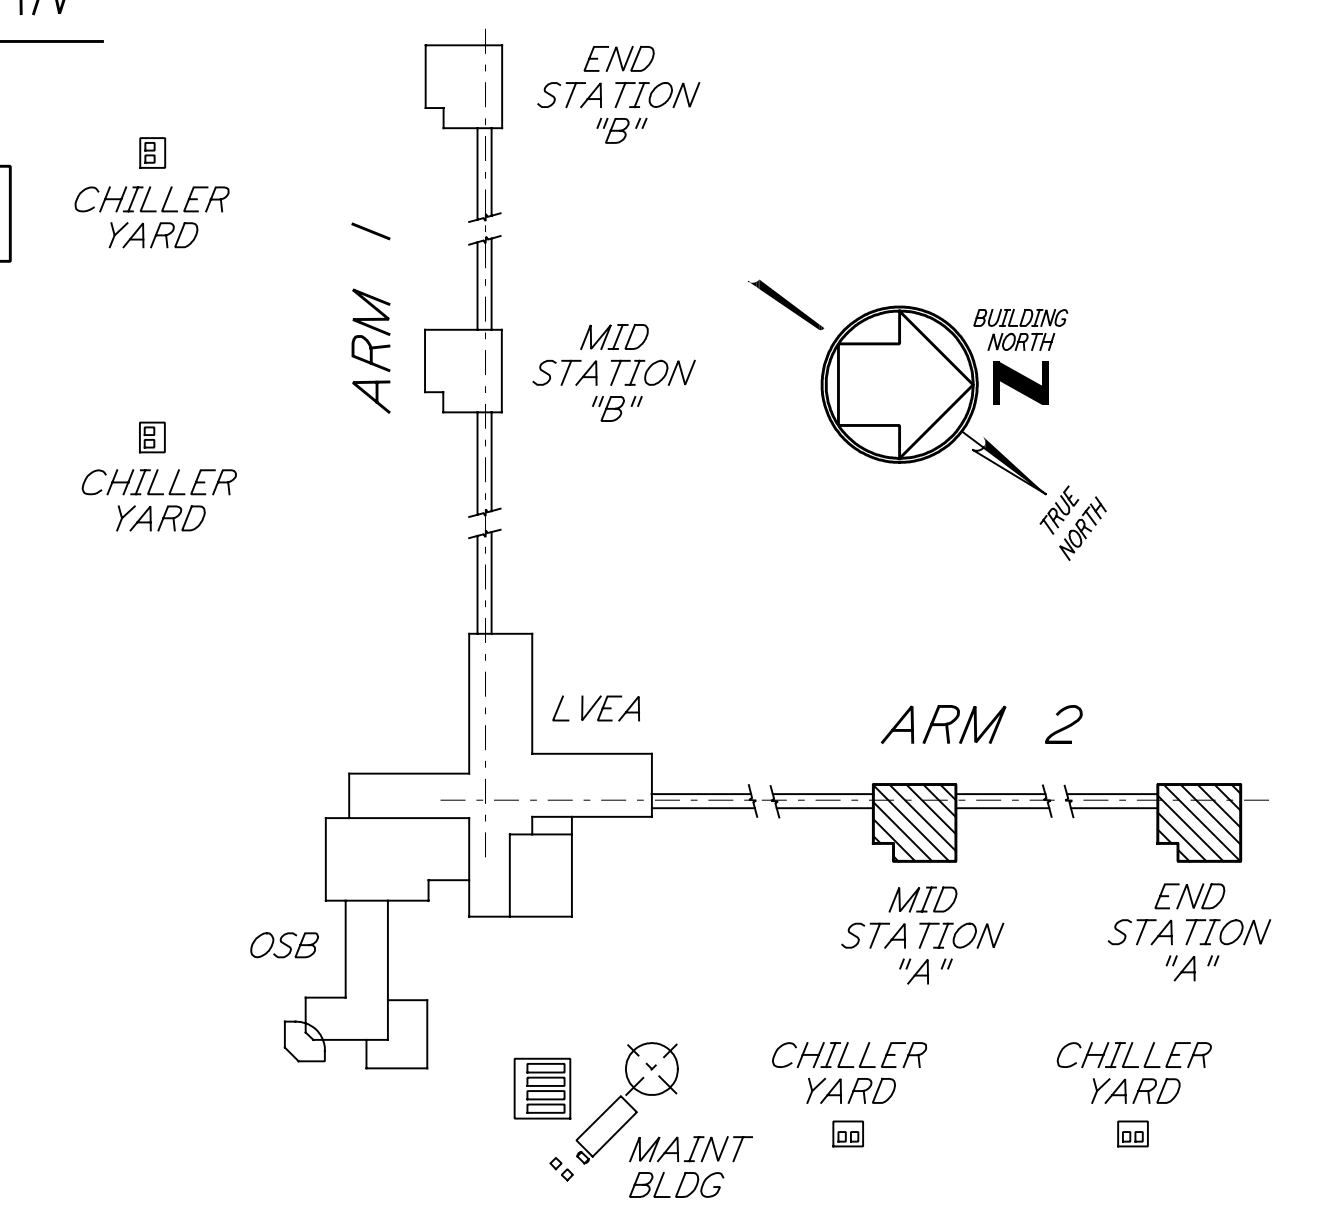 END
STATION
"B"
CHILLER
YARD
ARM 1
MID
STATION
"B"
BUILDING
NORTH
N
TRUE
NORTH
CHILLER
YARD
LVEA
ARM 2
MID
STATION
"A"
END
STATION
"A"
OSB
CHILLER
YARD
CHILLER
YARD
MAINT
BLDG